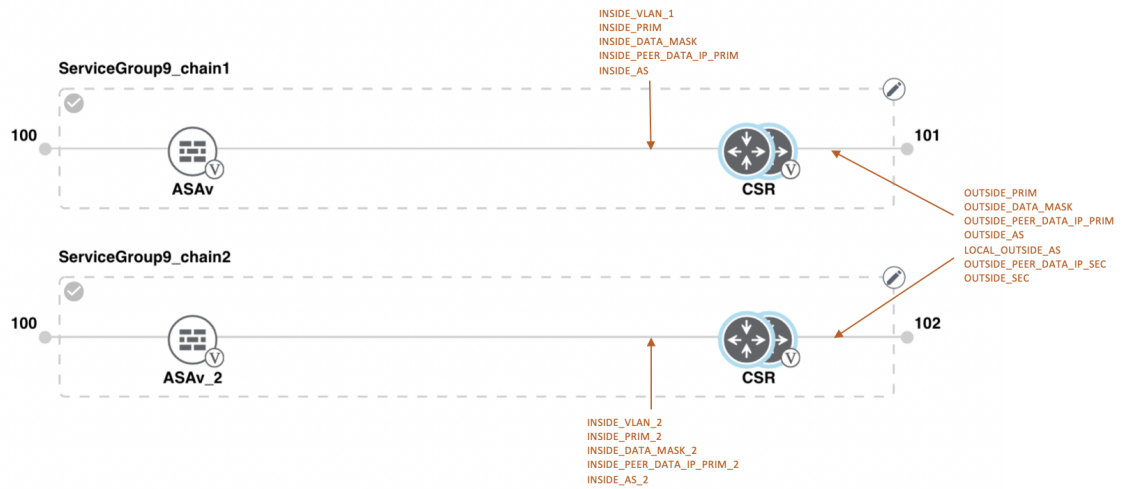 INSIDE_VLAN_1
INSIDE_PRIM
INSIDE_DATA_MASK
INSIDE_PEER_DATA_IP_PRIM
INSIDE_AS
ServiceGroup9_chain1
100
101
V
V
ASAv
CSR
OUTSIDE_PRIM
OUTSIDE_DATA_MASK
OUTSIDE_PEER_DATA_IP_PRIM
OUTSIDE_AS
LOCAL_OUTSIDE_AS
OUTSIDE_PEER_DATA_IP_SEC
OUTSIDE_SEC
ServiceGroup9_chain2
100
102
V
V
ASAv_2
CSR
INSIDE_VLAN_2
INSIDE_PRIM_2
INSIDE_DATA_MASK_2
INSIDE_PEER_DATA_IP_PRIM_2
INSIDE_AS_2